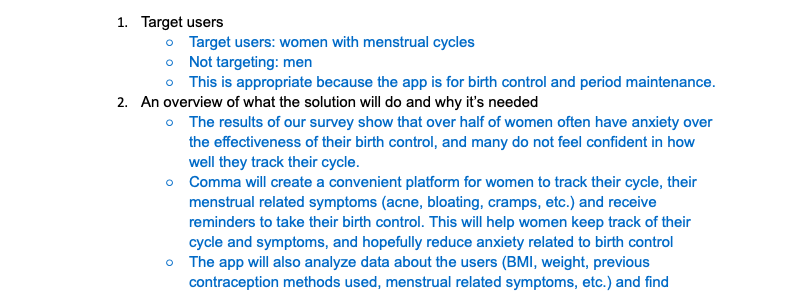 1. Target users
○ Target users: women with menstrual cycles
○ Not targeting: men
○ This is appropriate because the app is for birth control and period maintenance.
2. An overview of what the solution will do and why it's needed
○ The results of our survey show that over half of women often have anxiety over
the effectiveness of their birth control, and many do not feel confident in how
well they track their cycle.
○ Comma will create a convenient platform for women to track their cycle, their
menstrual related symptoms (acne, bloating, cramps, etc.) and receive
reminders to take their birth control. This will help women keep track of their
cycle and symptoms, and hopefully reduce anxiety related to birth control
○ The app will also analyze data about the users (BMI, weight, previous
contraception methods used, menstrual related symptoms, etc.) and find